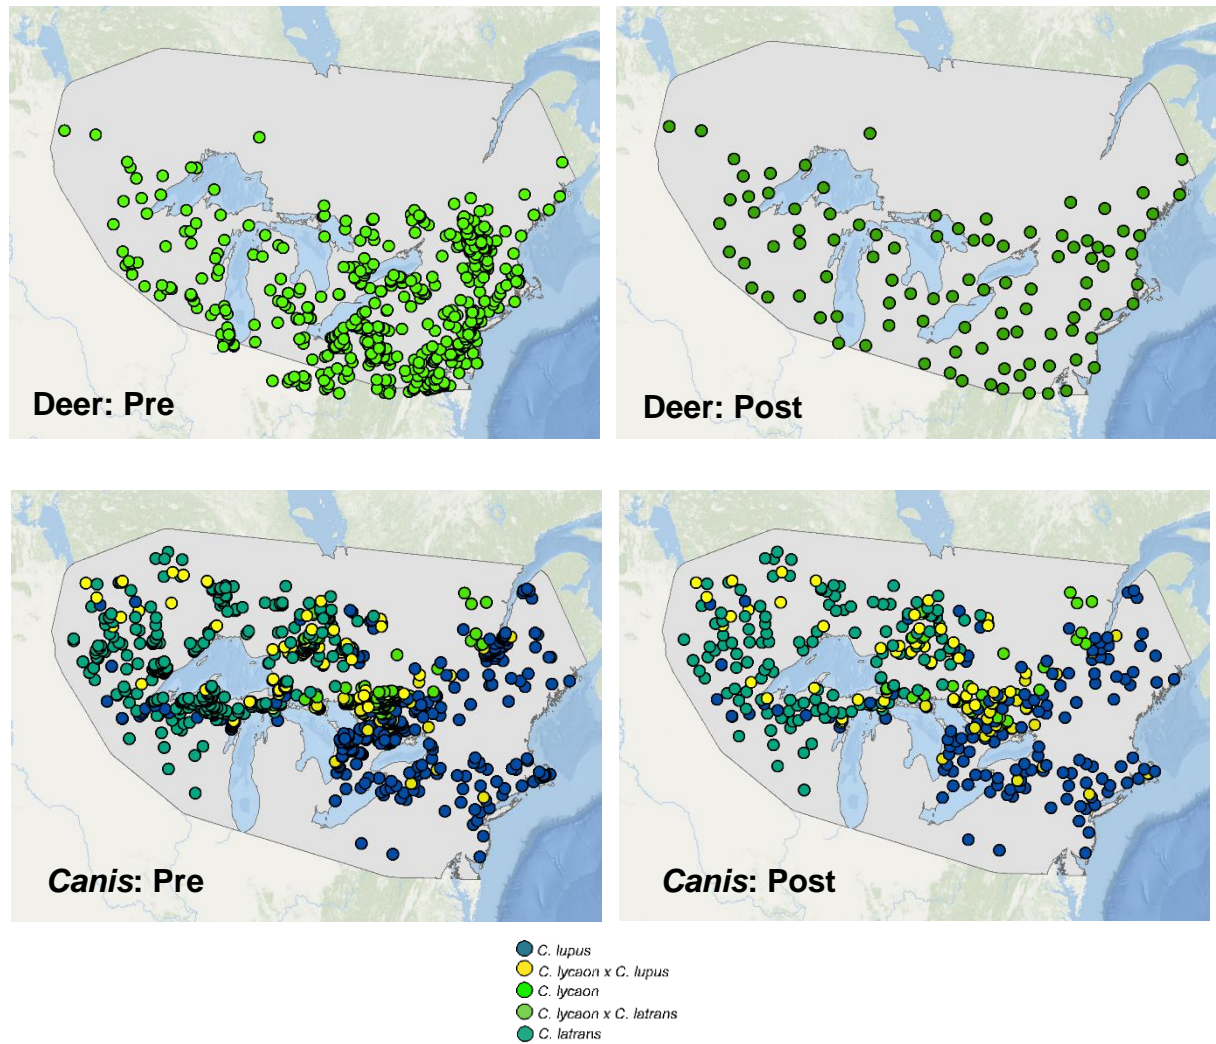 Deer: Pre
Deer: Post
Canis: Pre
Canis: Post
C. lupus
C. lycaon x C. lupus
C. lycaon
C. lycaon x C. latrans
C. latrans